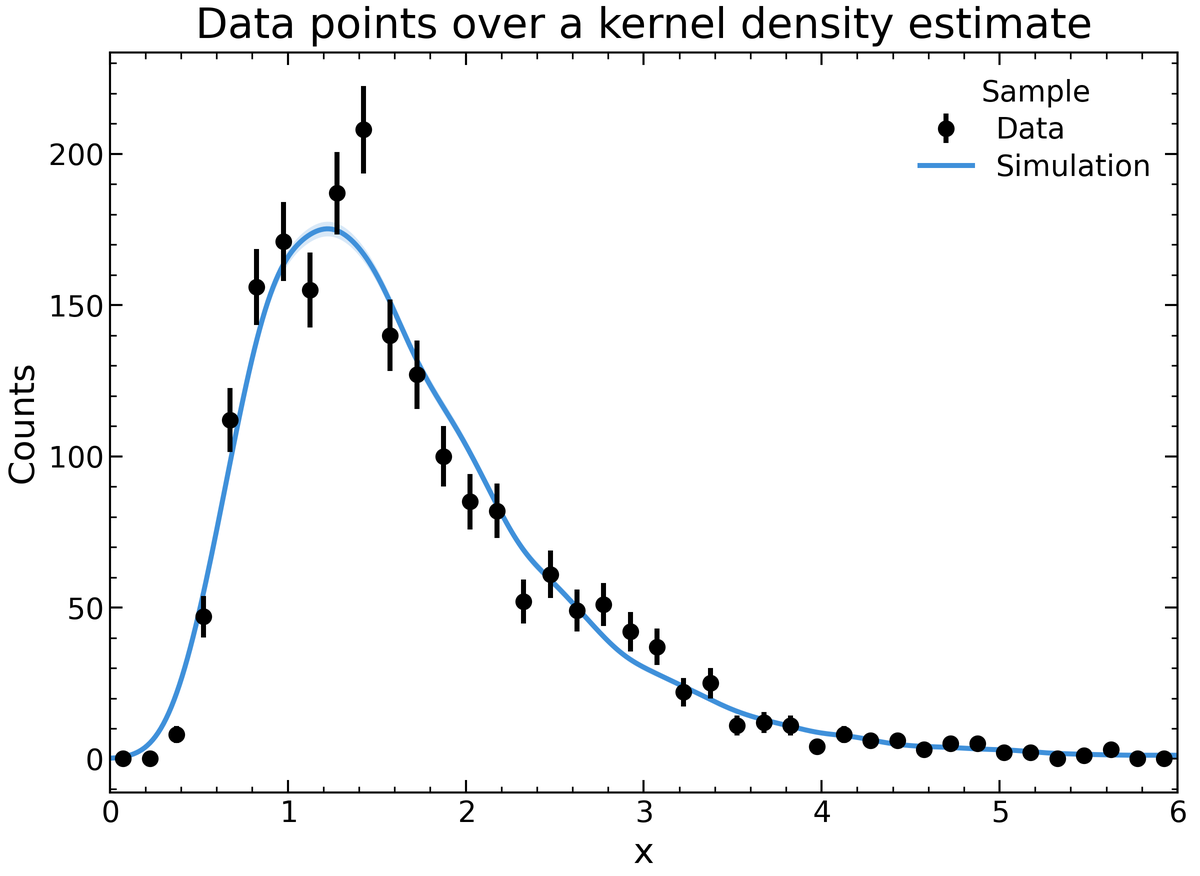 Data points over a kernel density estimate
Sample
Data
Simulation
Counts
200
150
100
50
0
0 1 2 3 4 5 6
x